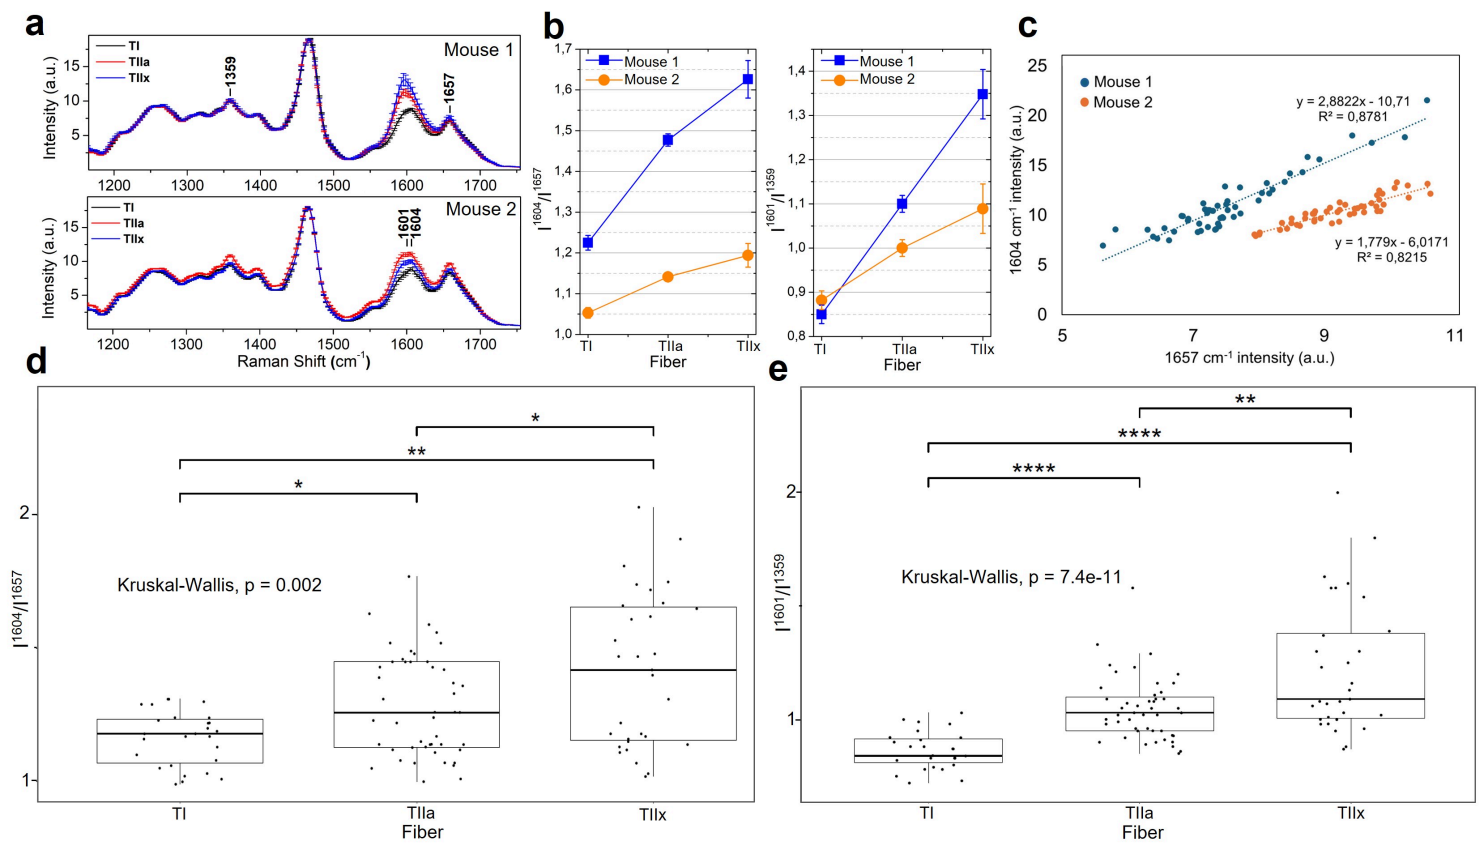 a
Mouse 1
TI
TIIa
TIIx
1359
1657
Intensity (a.u.)
15
10
5
1200 1300 1400 1500 1600 1700
Mouse 2
TI
TIIa
TIIx
1601
1604
Intensity (a.u.)
15
10
5
1200 1300 1400 1500 1600 1700
Raman Shift (cm-1)
b
Mouse 1
Mouse 2
I1604/I1657
1,7
1,6
1,5
1,4
1,3
1,2
1,1
1,0
TI TIIa TIIx
Fiber
Mouse 1
Mouse 2
I1601/I1359
1,4
1,3
1,2
1,1
1,0
0,9
0,8
TI TIIa TIIx
Fiber
c
Mouse 1
Mouse 2
y = 2,8822x - 10,71
R² = 0,8781
y = 1,779x - 6,0171
R² = 0,8215
1604 cm-1 intensity (a.u.)
25
20
15
10
5
0
5 7 9 11
1657 cm-1 intensity (a.u.)
d
*
**
*
Kruskal-Wallis, p = 0.002
I1604/I1657
2
1
TI TIIa TIIx
Fiber
e
**
****
****
Kruskal-Wallis, p = 7.4e-11
I1601/I1359
2
1
TI TIIa TIIx
Fiber